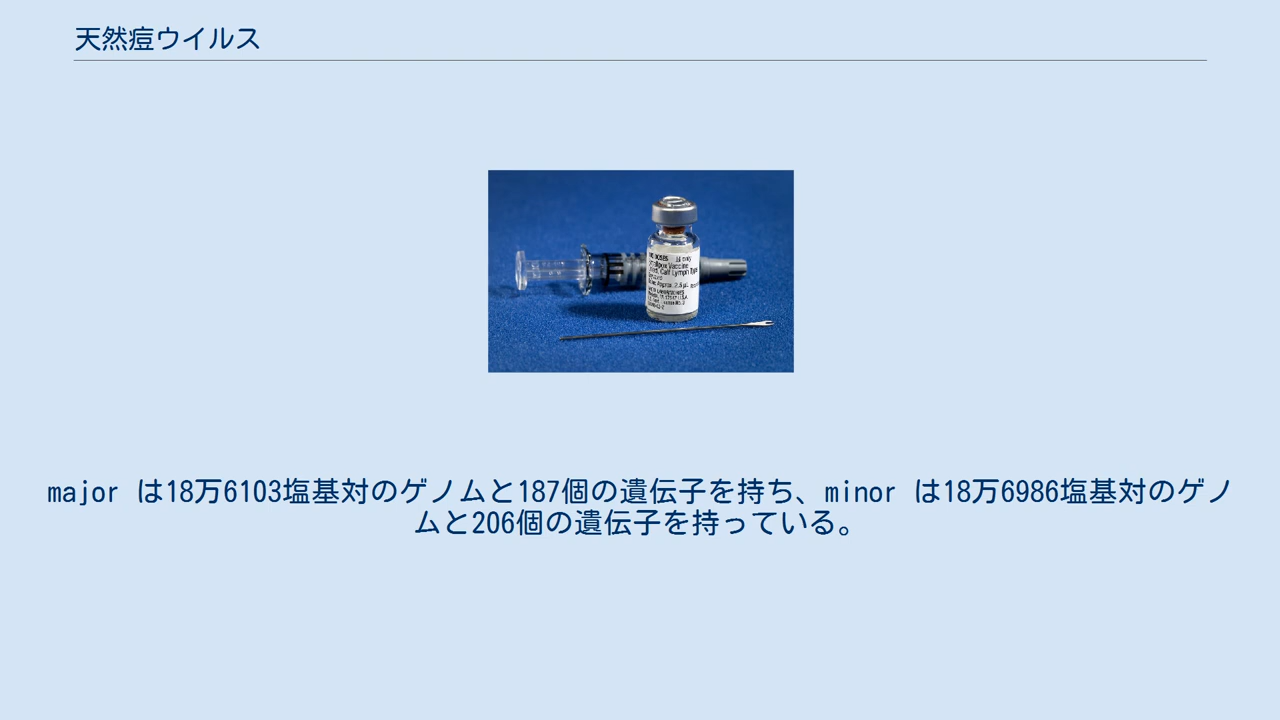 天然痘ウイルス
Smallpox Vaccine
major は18万6103塩基対のゲノムと187個の遺伝子を持ち、minor は18万6986塩基対のゲノ
ムと206個の遺伝子を持っている。